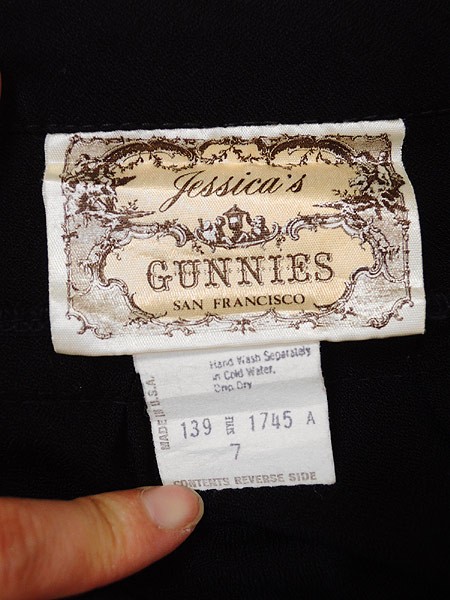 Jessica's
GUNNIES
SAN FRANCISCO
Hand Wash Separately
in Cold Water.
Drip Dry
MADE IN U.S.A.
139 1745 A
7
CONTENTS REVERSE SIDE